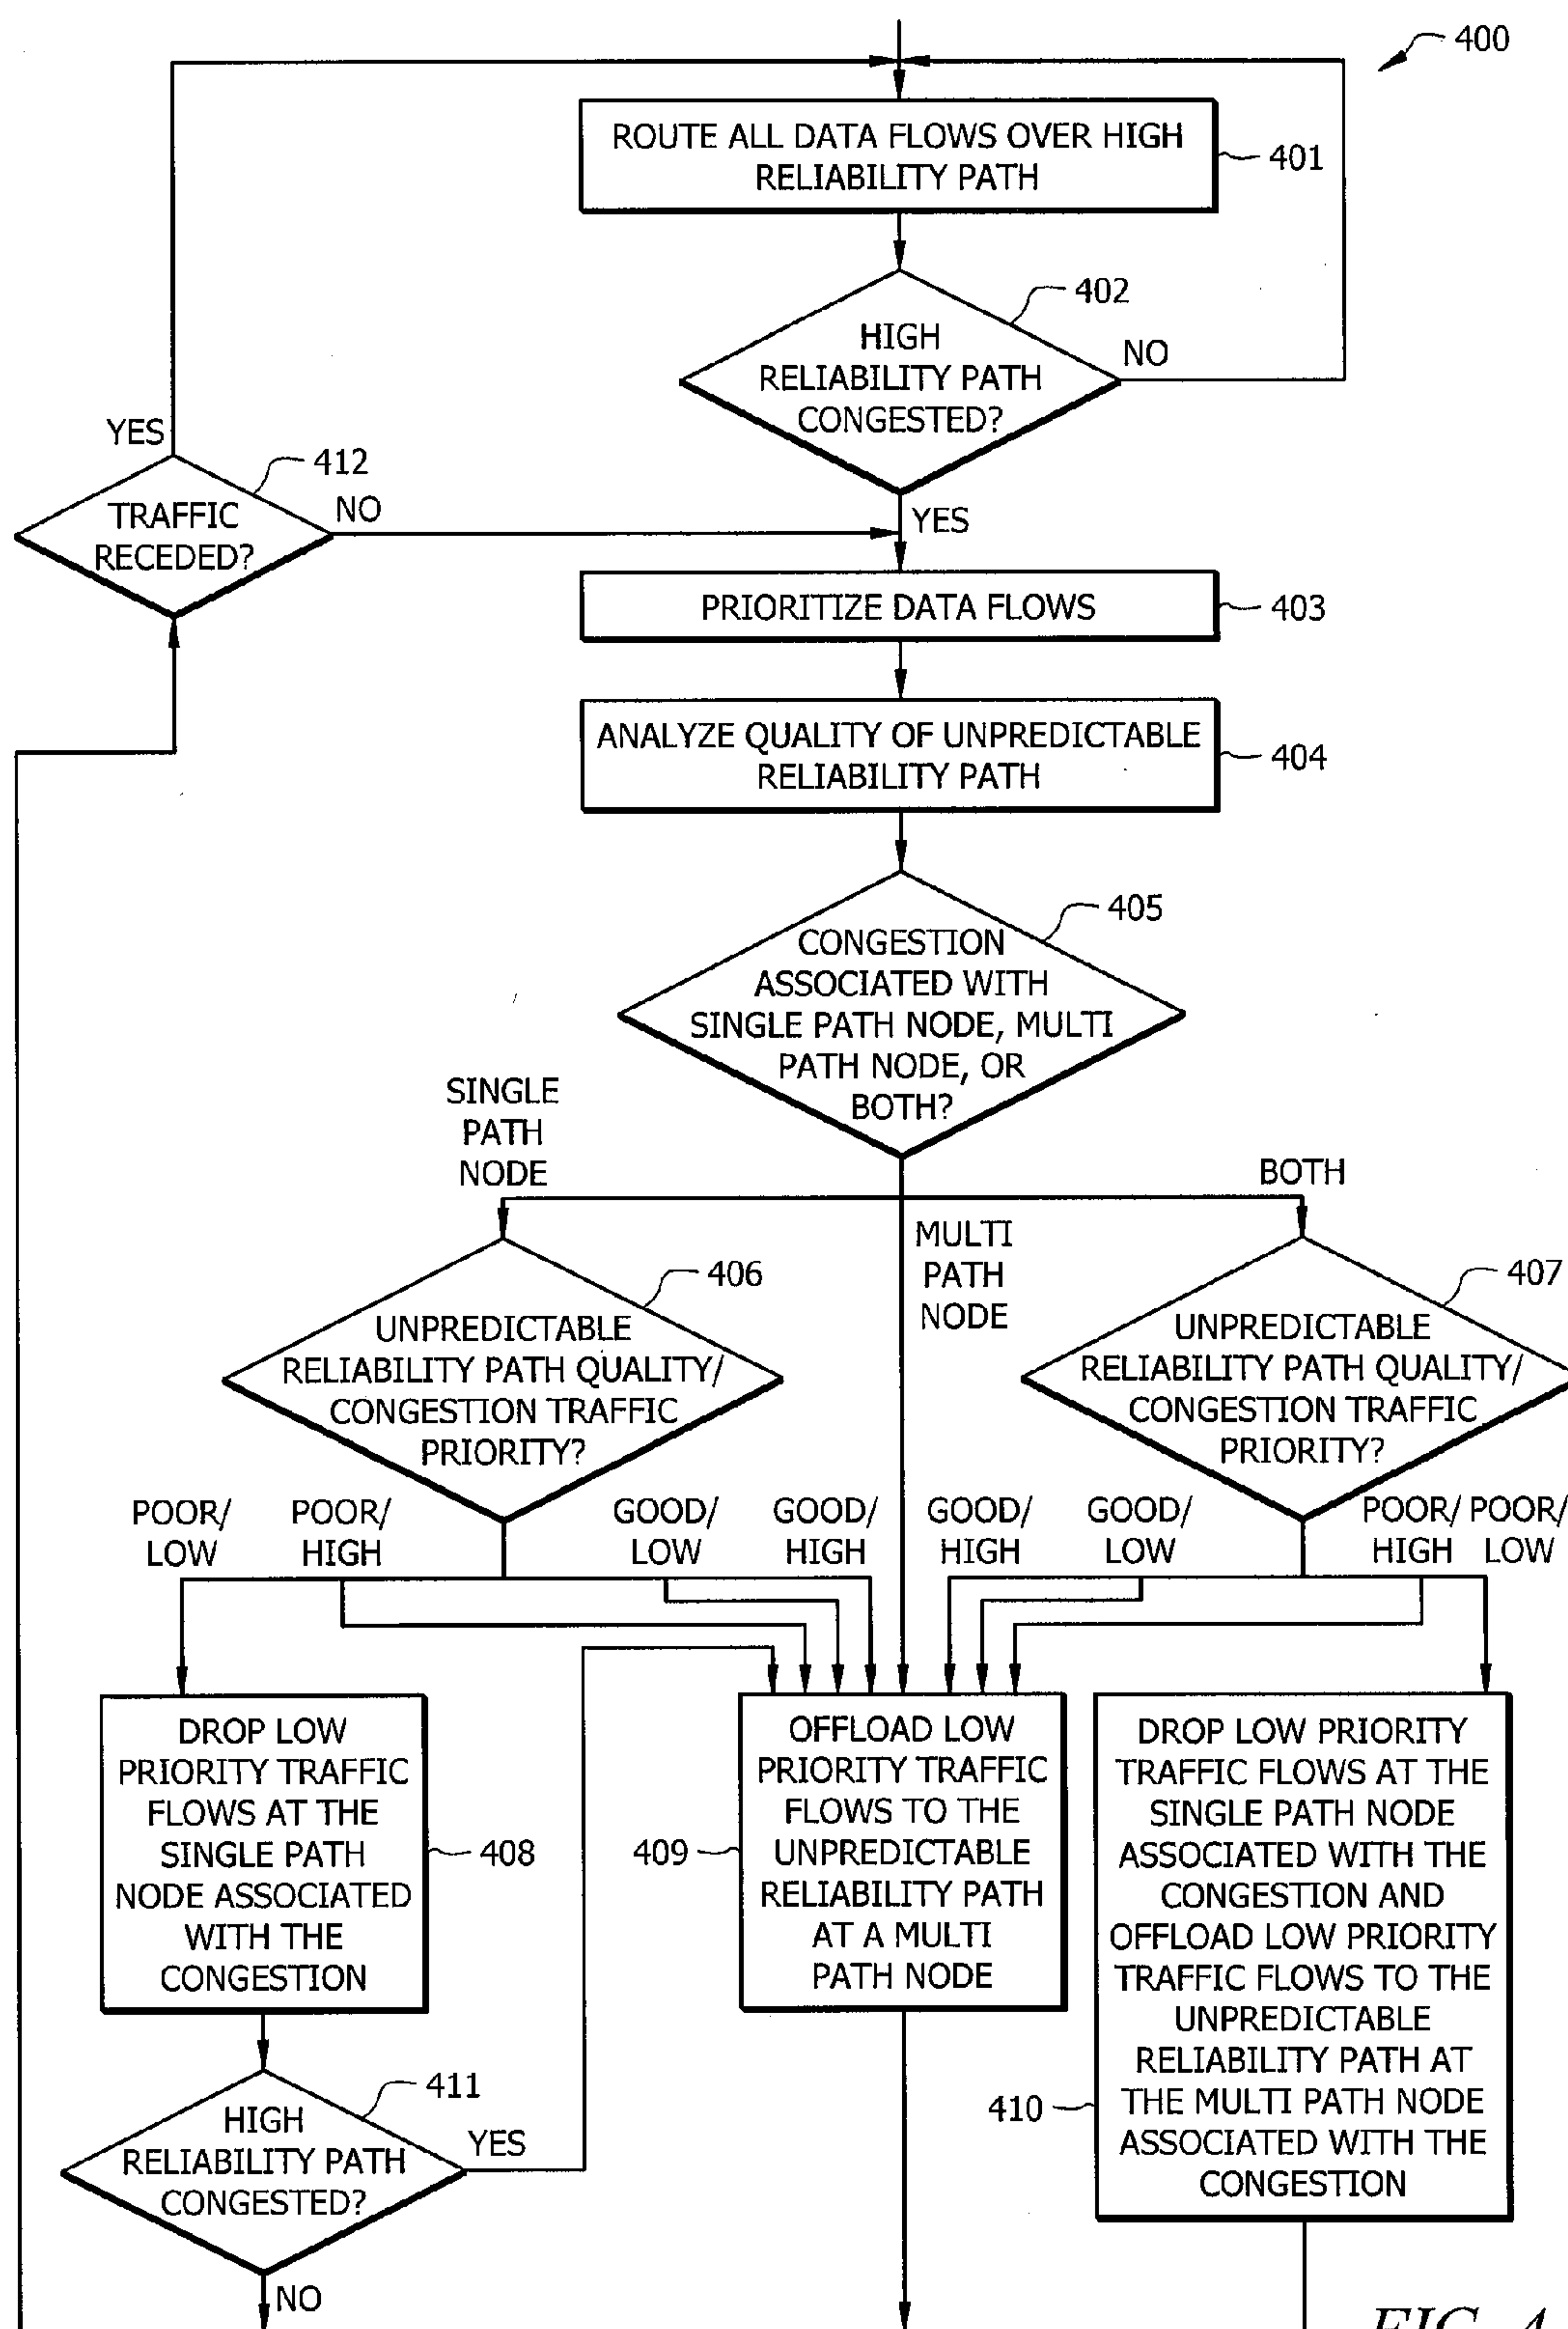 400
ROUTE ALL DATA FLOWS OVER HIGH
RELIABILITY PATH
401
402
HIGH
RELIABILITY PATH
CONGESTED?
NO
YES
412
TRAFFIC
RECEDED?
NO
YES
PRIORITIZE DATA FLOWS
403
ANALYZE QUALITY OF UNPREDICTABLE
RELIABILITY PATH
404
405
CONGESTION
ASSOCIATED WITH
SINGLE PATH NODE, MULTI
PATH NODE, OR
BOTH?
SINGLE
PATH
NODE
MULTI
PATH
NODE
BOTH
406
UNPREDICTABLE
RELIABILITY PATH QUALITY/
CONGESTION TRAFFIC
PRIORITY?
407
UNPREDICTABLE
RELIABILITY PATH QUALITY/
CONGESTION TRAFFIC
PRIORITY?
POOR/
LOW
POOR/
HIGH
GOOD/
LOW
GOOD/
HIGH
GOOD/
HIGH
GOOD/
LOW
POOR/
HIGH
POOR/
LOW
DROP LOW
PRIORITY TRAFFIC
FLOWS AT THE
SINGLE PATH
NODE ASSOCIATED
WITH THE
CONGESTION
408
409
OFFLOAD LOW
PRIORITY TRAFFIC
FLOWS TO THE
UNPREDICTABLE
RELIABILITY PATH
AT A MULTI
PATH NODE
DROP LOW PRIORITY
TRAFFIC FLOWS AT THE
SINGLE PATH NODE
ASSOCIATED WITH THE
CONGESTION AND
OFFLOAD LOW PRIORITY
TRAFFIC FLOWS TO THE
UNPREDICTABLE
RELIABILITY PATH AT
THE MULTI PATH NODE
ASSOCIATED WITH THE
CONGESTION
410
411
HIGH
RELIABILITY PATH
CONGESTED?
YES
NO
FIG. 4